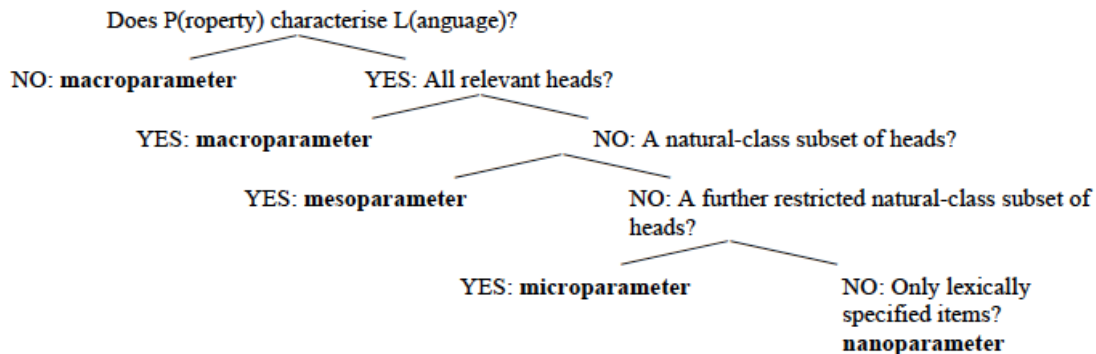 Does P(roperty) characterise L(anguage)?
NO: macroparameter YES: All relevant heads?
YES: macroparameter NO: A natural-class subset of heads?
YES: mesoparameter NO: A further restricted natural-class subset of
heads?
YES: microparameter NO: Only lexically
specified items?
nanoparameter